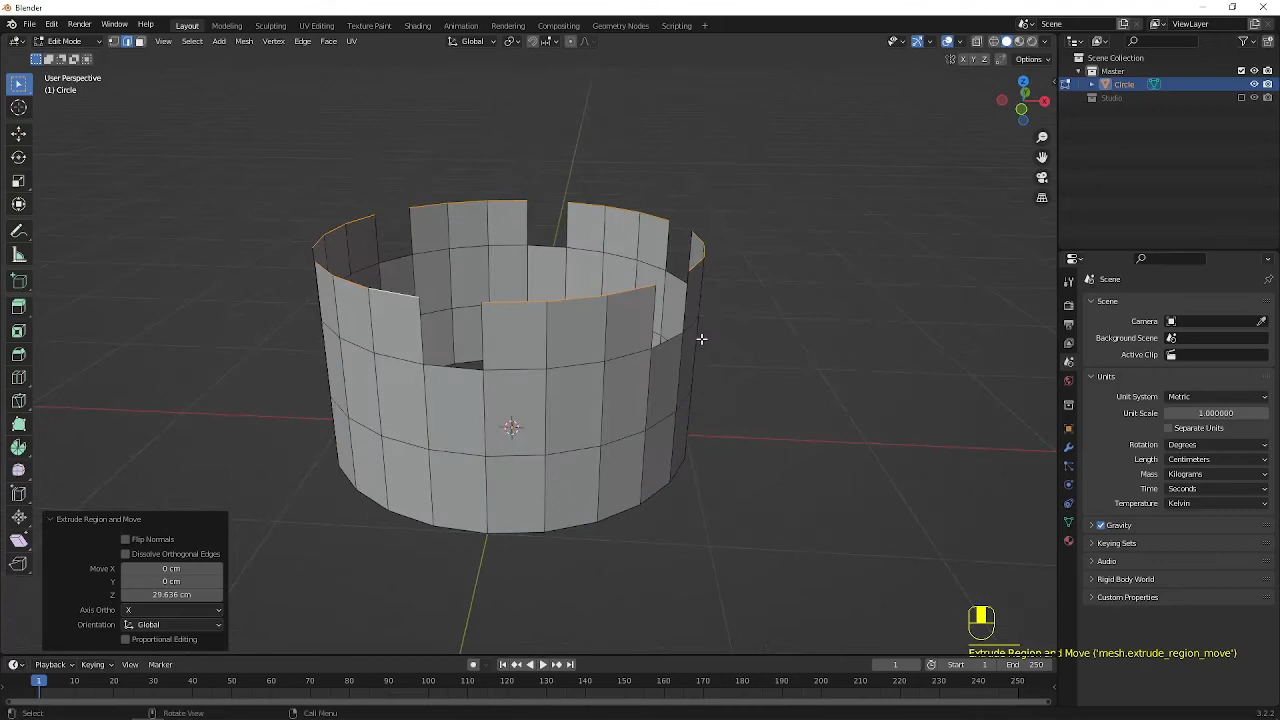 Blender
File Edit Render Window Help Layout Modeling Sculpting UV Editing Texture Paint Shading Animation Rendering Compositing Geometry Nodes Scripting + Scene ViewLayer
Edit Mode View Select Add Mesh Vertex Edge Face UV Global
X Y Z Options
User Perspective
(1) Circle
Z
X
Scene Collection
Master
Circle
Studio
Scene
Scene
Camera
Background Scene
Active Clip
Units
Unit System Metric
Unit Scale 1.000000
Separate Units
Rotation Degrees
Length Centimeters
Mass Kilograms
Time Seconds
Temperature Kelvin
Gravity
Keying Sets
Audio
Rigid Body World
Custom Properties
Extrude Region and Move
Flip Normals
Dissolve Orthogonal Edges
Move X 0 cm
Y 0 cm
Z 29.636 cm
Axis Ortho X
Orientation Global
Proportional Editing
Extrude Region and Move ('mesh.extrude_region_move')
Playback Keying View Marker 1 Start 1 End 250
1 10 20 30 40 50 60 70 80 90 100 110 120 130 140 150 160 170 180 190 200 210 220 230 240 250
Select Rotate View Call Menu 3.2.2